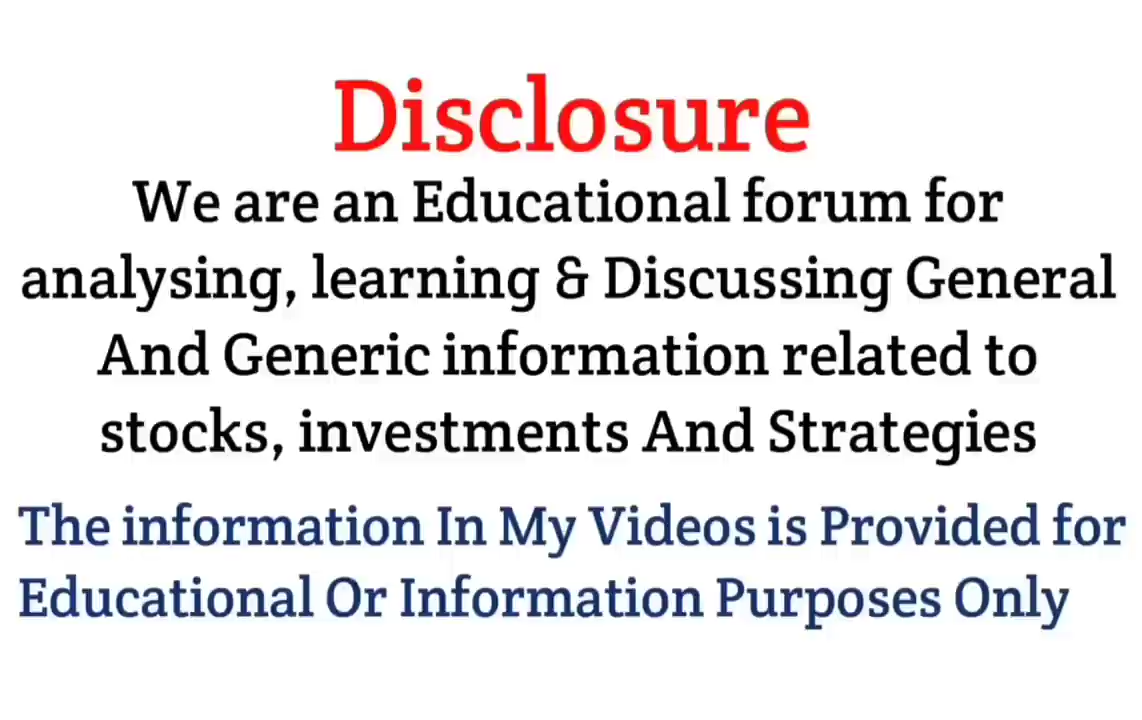 Disclosure
We are an Educational forum for
analysing, learning & Discussing General
And Generic information related to
stocks, investments And Strategies
The information In My Videos is Provided for
Educational Or Information Purposes Only